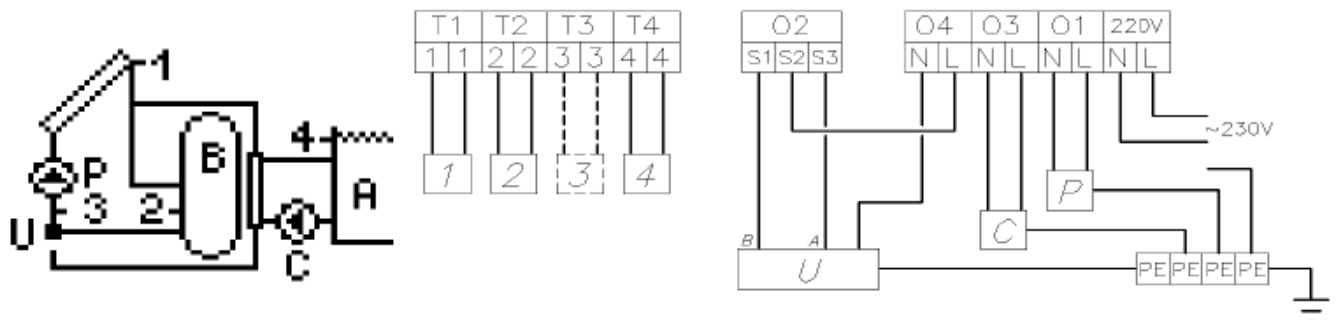 1
B
4
P
A
3
2
U
C
T1 T2 T3 T4
1 1 2 2 3 3 4 4
1 2 3 4
O2
S1 S2 S3
O4 O3 O1 220V
N L N L N L N L
~230V
P
C
B A
U
PE PE PE PE